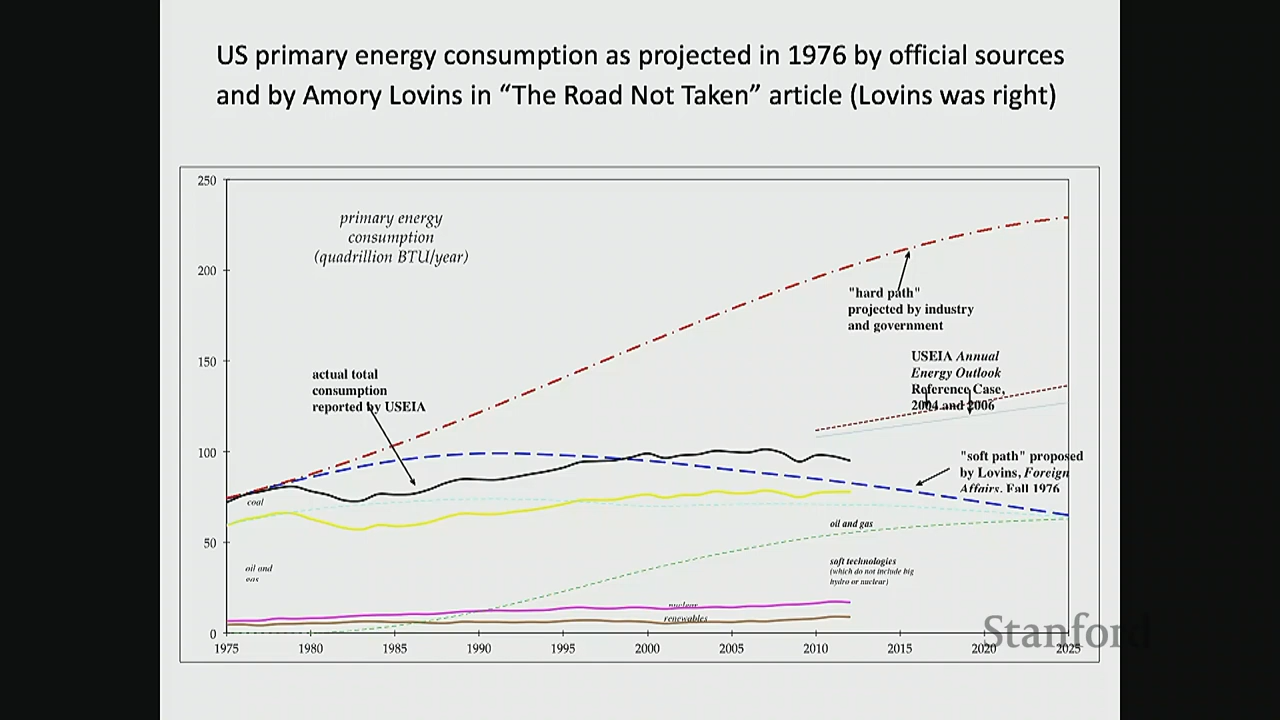 US primary energy consumption as projected in 1976 by official sources
and by Amory Lovins in “The Road Not Taken” article (Lovins was right)
250
200
150
100
50
0
primary energy
consumption
(quadrillion BTU/year)
"hard path"
projected by industry
and government
USEIA Annual
Energy Outlook
Reference Case,
2004 and 2006
actual total
consumption
reported by USEIA
"soft path" proposed
by Lovins, Foreign
Affairs, Fall 1976
coal
oil and gas
oil and
gas
soft technologies
(which do not include big
hydro or nuclear)
nuclear
renewables
1975 1980 1985 1990 1995 2000 2005 2010 2015 2020 2025
Stanford